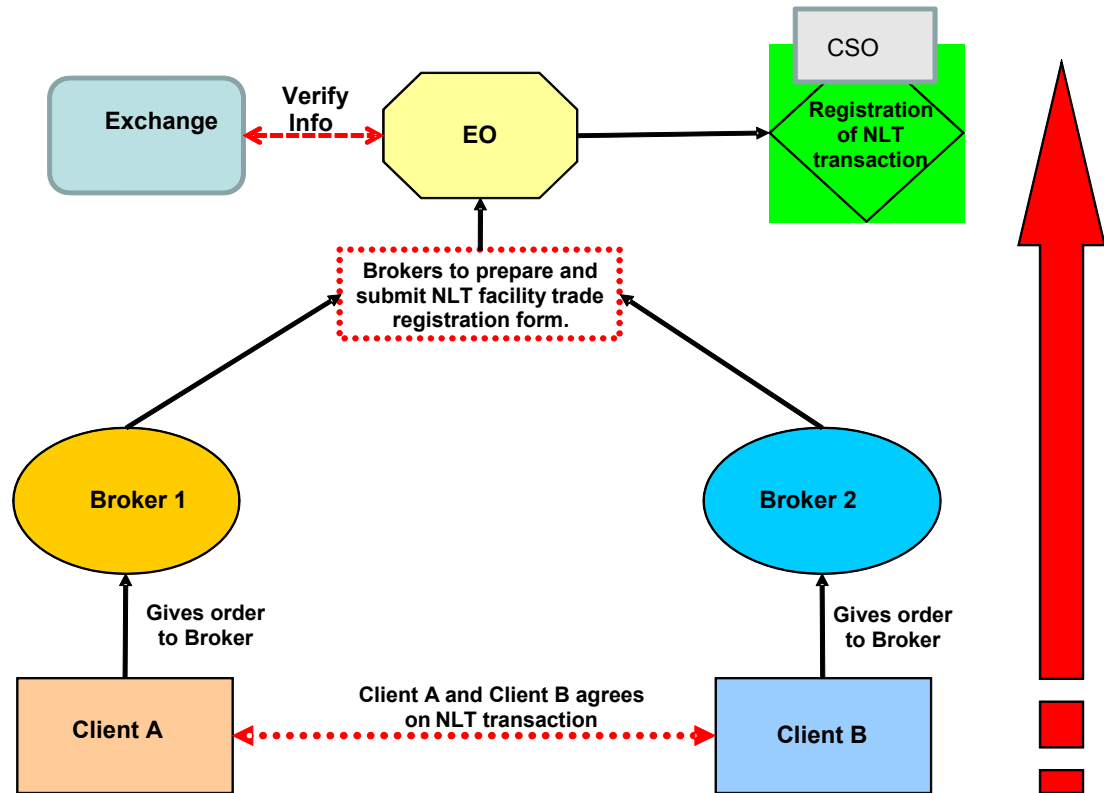 CSO
Exchange
Verify
Info
EO
Registration
of NLT
transaction
Brokers to prepare and
submit NLT facility trade
registration form.
Broker 1
Broker 2
Gives order
to Broker
Gives order
to Broker
Client A
Client A and Client B agrees
on NLT transaction
Client B